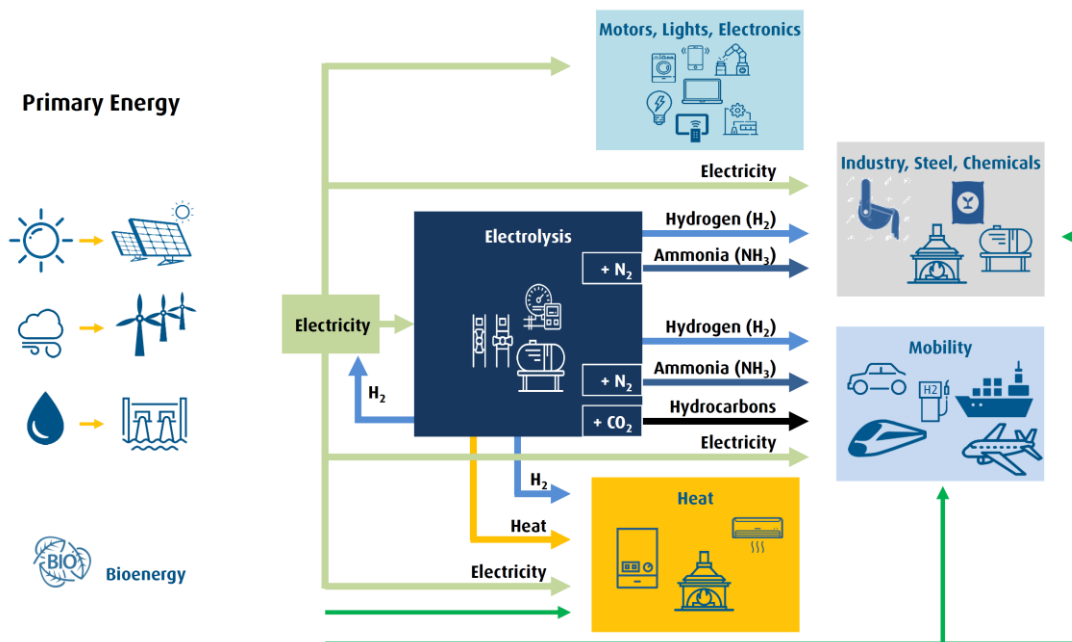 Motors, Lights, Electronics
Primary Energy
Electricity
Industry, Steel, Chemicals
Hydrogen (H₂)
Electrolysis
Ammonia (NH₃)
+ N₂
Electricity
Hydrogen (H₂)
Mobility
Ammonia (NH₃)
+ N₂
H2
H₂
Hydrocarbons
+ CO₂
Electricity
H₂
Heat
Heat
BIO
Bioenergy
Electricity